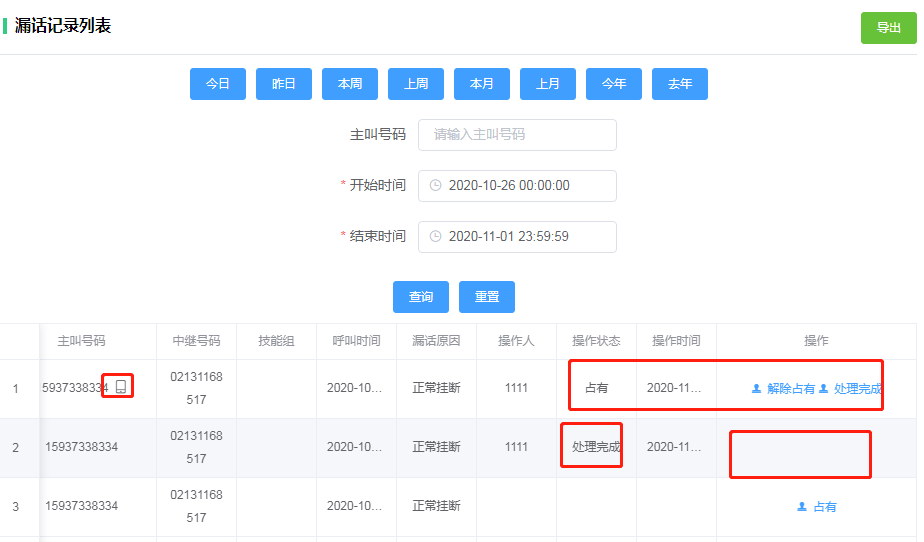 漏话记录列表
导出
今日 昨日 本周 上周 本月 上月 今年 去年
主叫号码 请输入主叫号码
* 开始时间 2020-10-26 00:00:00
* 结束时间 2020-11-01 23:59:59
查询 重置
主叫号码 中继号码 技能组 呼叫时间 漏话原因 操作人 操作状态 操作时间 操作
1 5937338334 02131168517 2020-10... 正常挂断 1111 占有 2020-11... 解除占有 处理完成
2 15937338334 02131168517 2020-10... 正常挂断 1111 处理完成 2020-11...
3 15937338334 02131168517 2020-10... 正常挂断 占有